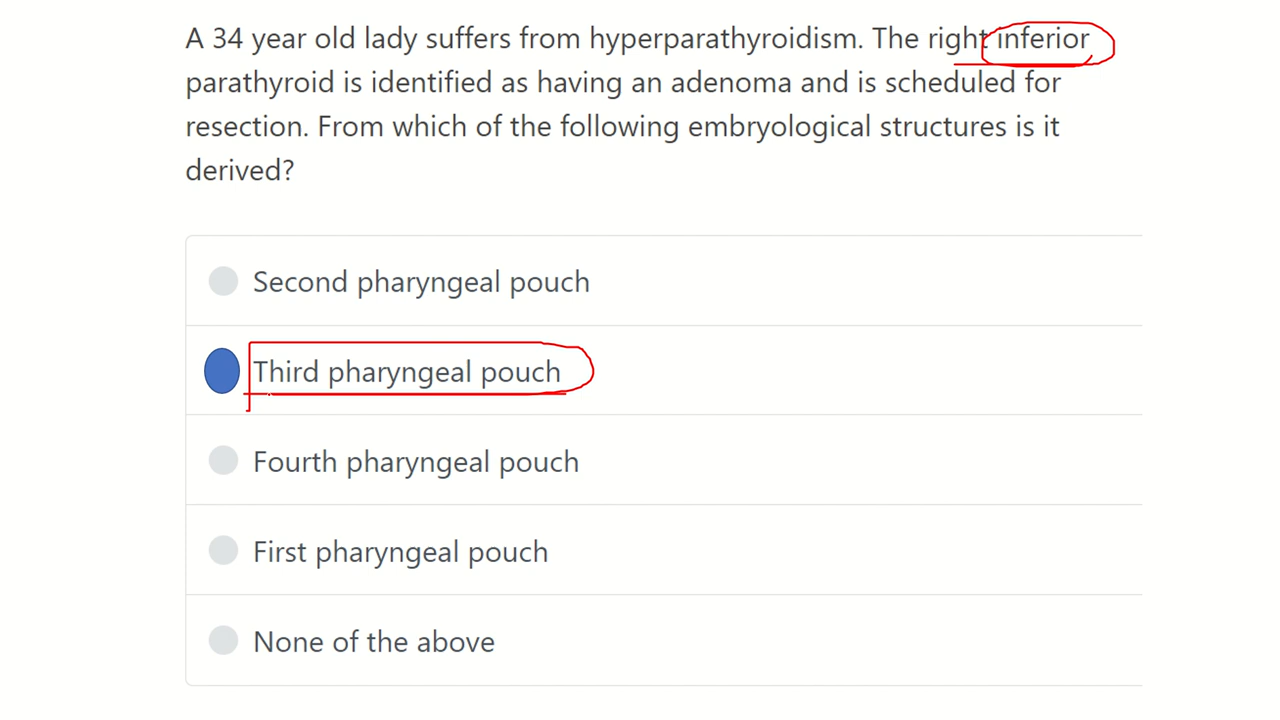 A 34 year old lady suffers from hyperparathyroidism. The right inferior
parathyroid is identified as having an adenoma and is scheduled for
resection. From which of the following embryological structures is it
derived?
Second pharyngeal pouch
Third pharyngeal pouch
Fourth pharyngeal pouch
First pharyngeal pouch
None of the above